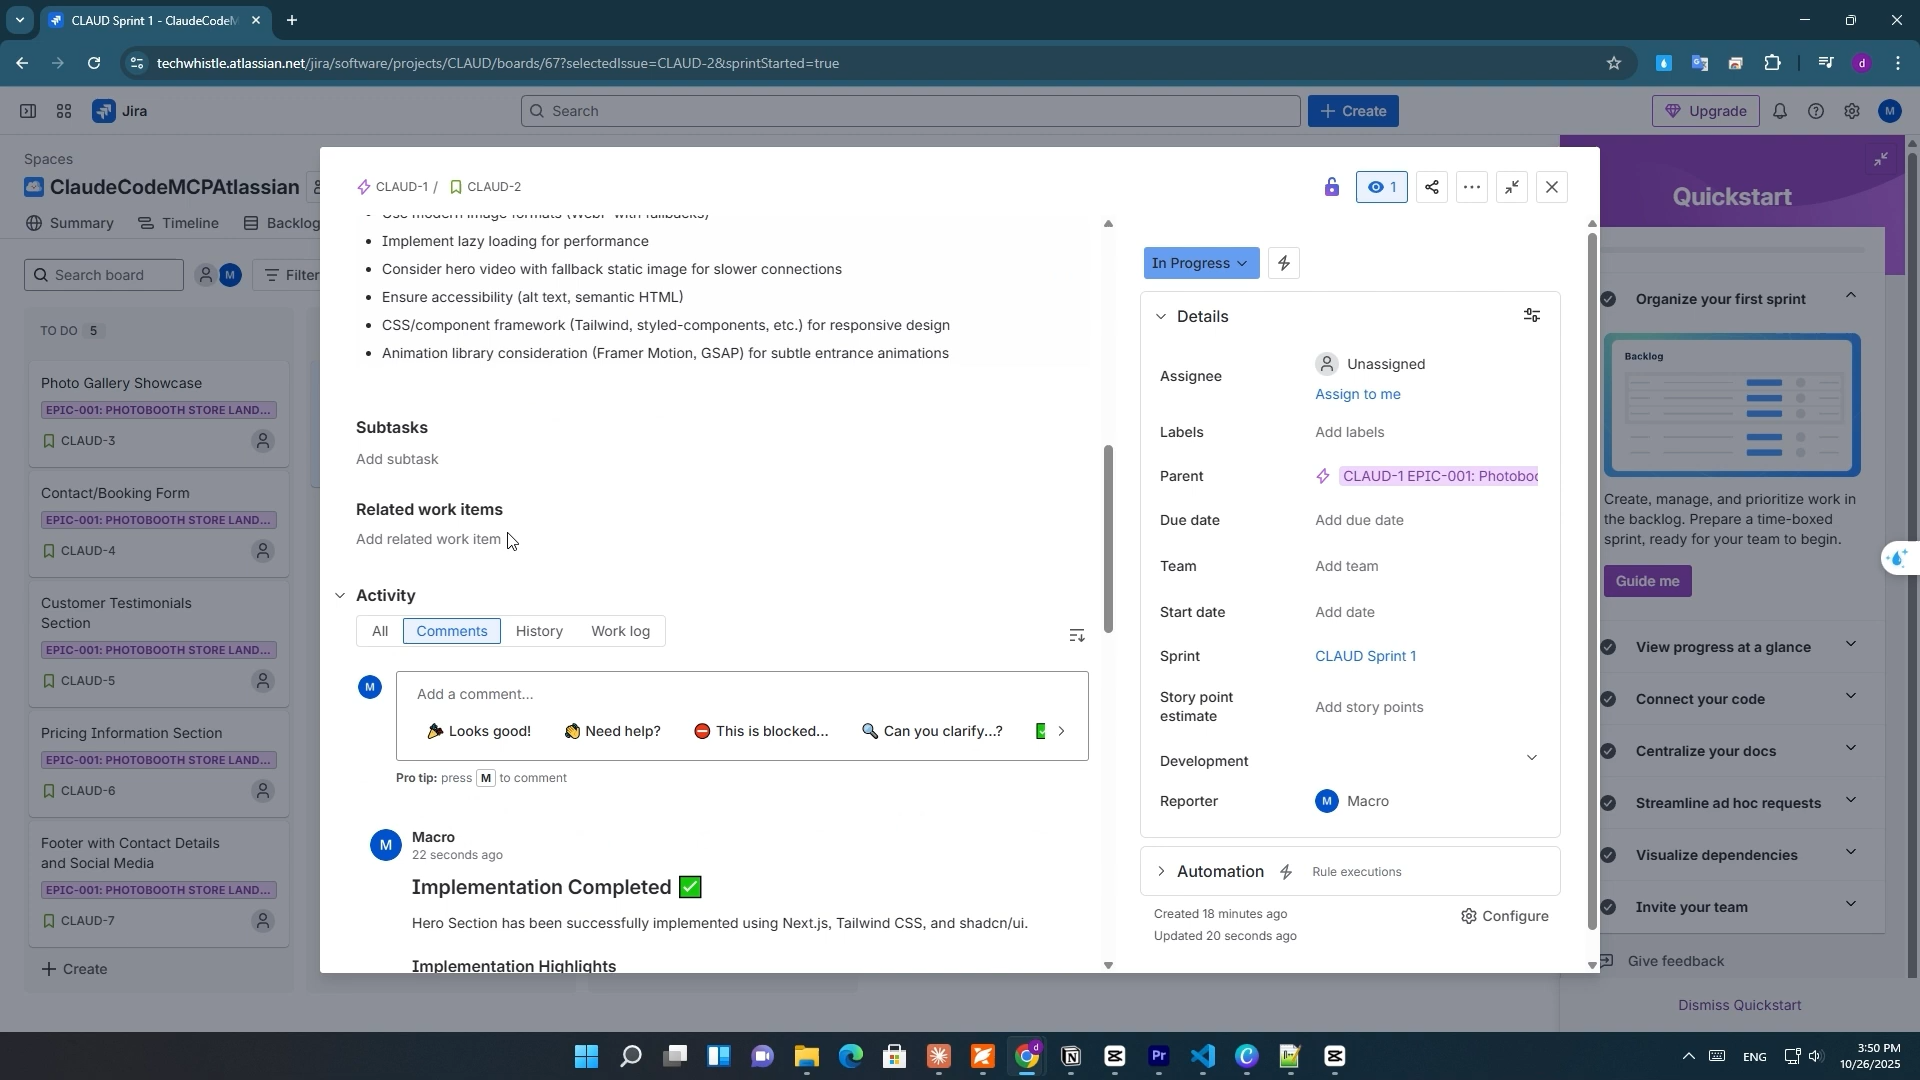 CLAUD Sprint 1 - ClaudeCodeM
techwhistle.atlassian.net/jira/software/projects/CLAUD/boards/67?selectedIssue=CLAUD-2&sprintStarted=true
d
Jira
Search
Create
Upgrade
M
Spaces
ClaudeCodeMCPAtlassian
Summary
Timeline
Backlog
Search board
M
Filter
TO DO 5
Photo Gallery Showcase
EPIC-001: PHOTOBOOTH STORE LAND...
CLAUD-3
Contact/Booking Form
EPIC-001: PHOTOBOOTH STORE LAND...
CLAUD-4
Customer Testimonials
Section
EPIC-001: PHOTOBOOTH STORE LAND...
CLAUD-5
Pricing Information Section
EPIC-001: PHOTOBOOTH STORE LAND...
CLAUD-6
Footer with Contact Details
and Social Media
EPIC-001: PHOTOBOOTH STORE LAND...
CLAUD-7
Create
CLAUD-1 / CLAUD-2
1
Use modern image formats (WebP with fallbacks)
Implement lazy loading for performance
Consider hero video with fallback static image for slower connections
Ensure accessibility (alt text, semantic HTML)
CSS/component framework (Tailwind, styled-components, etc.) for responsive design
Animation library consideration (Framer Motion, GSAP) for subtle entrance animations
Subtasks
Add subtask
Related work items
Add related work item
Activity
All Comments History Work log
M
Add a comment...
🎉 Looks good! 👋 Need help? ⛔ This is blocked... 🔍 Can you clarify...?
Pro tip: press M to comment
M
Macro
22 seconds ago
Implementation Completed ✅
Hero Section has been successfully implemented using Next.js, Tailwind CSS, and shadcn/ui.
Implementation Highlights
In Progress
Details
Assignee
Unassigned
Assign to me
Labels
Add labels
Parent
CLAUD-1 EPIC-001: Photoboo
Due date
Add due date
Team
Add team
Start date
Add date
Sprint
CLAUD Sprint 1
Story point
estimate
Add story points
Development
Reporter
M Macro
Automation Rule executions
Created 18 minutes ago
Updated 20 seconds ago
Configure
Quickstart
Organize your first sprint
Backlog
Create, manage, and prioritize work in
the backlog. Prepare a time-boxed
sprint, ready for your team to begin.
Guide me
View progress at a glance
Connect your code
Centralize your docs
Streamline ad hoc requests
Visualize dependencies
Invite your team
Give feedback
Dismiss Quickstart
ENG
3:50 PM
10/26/2025